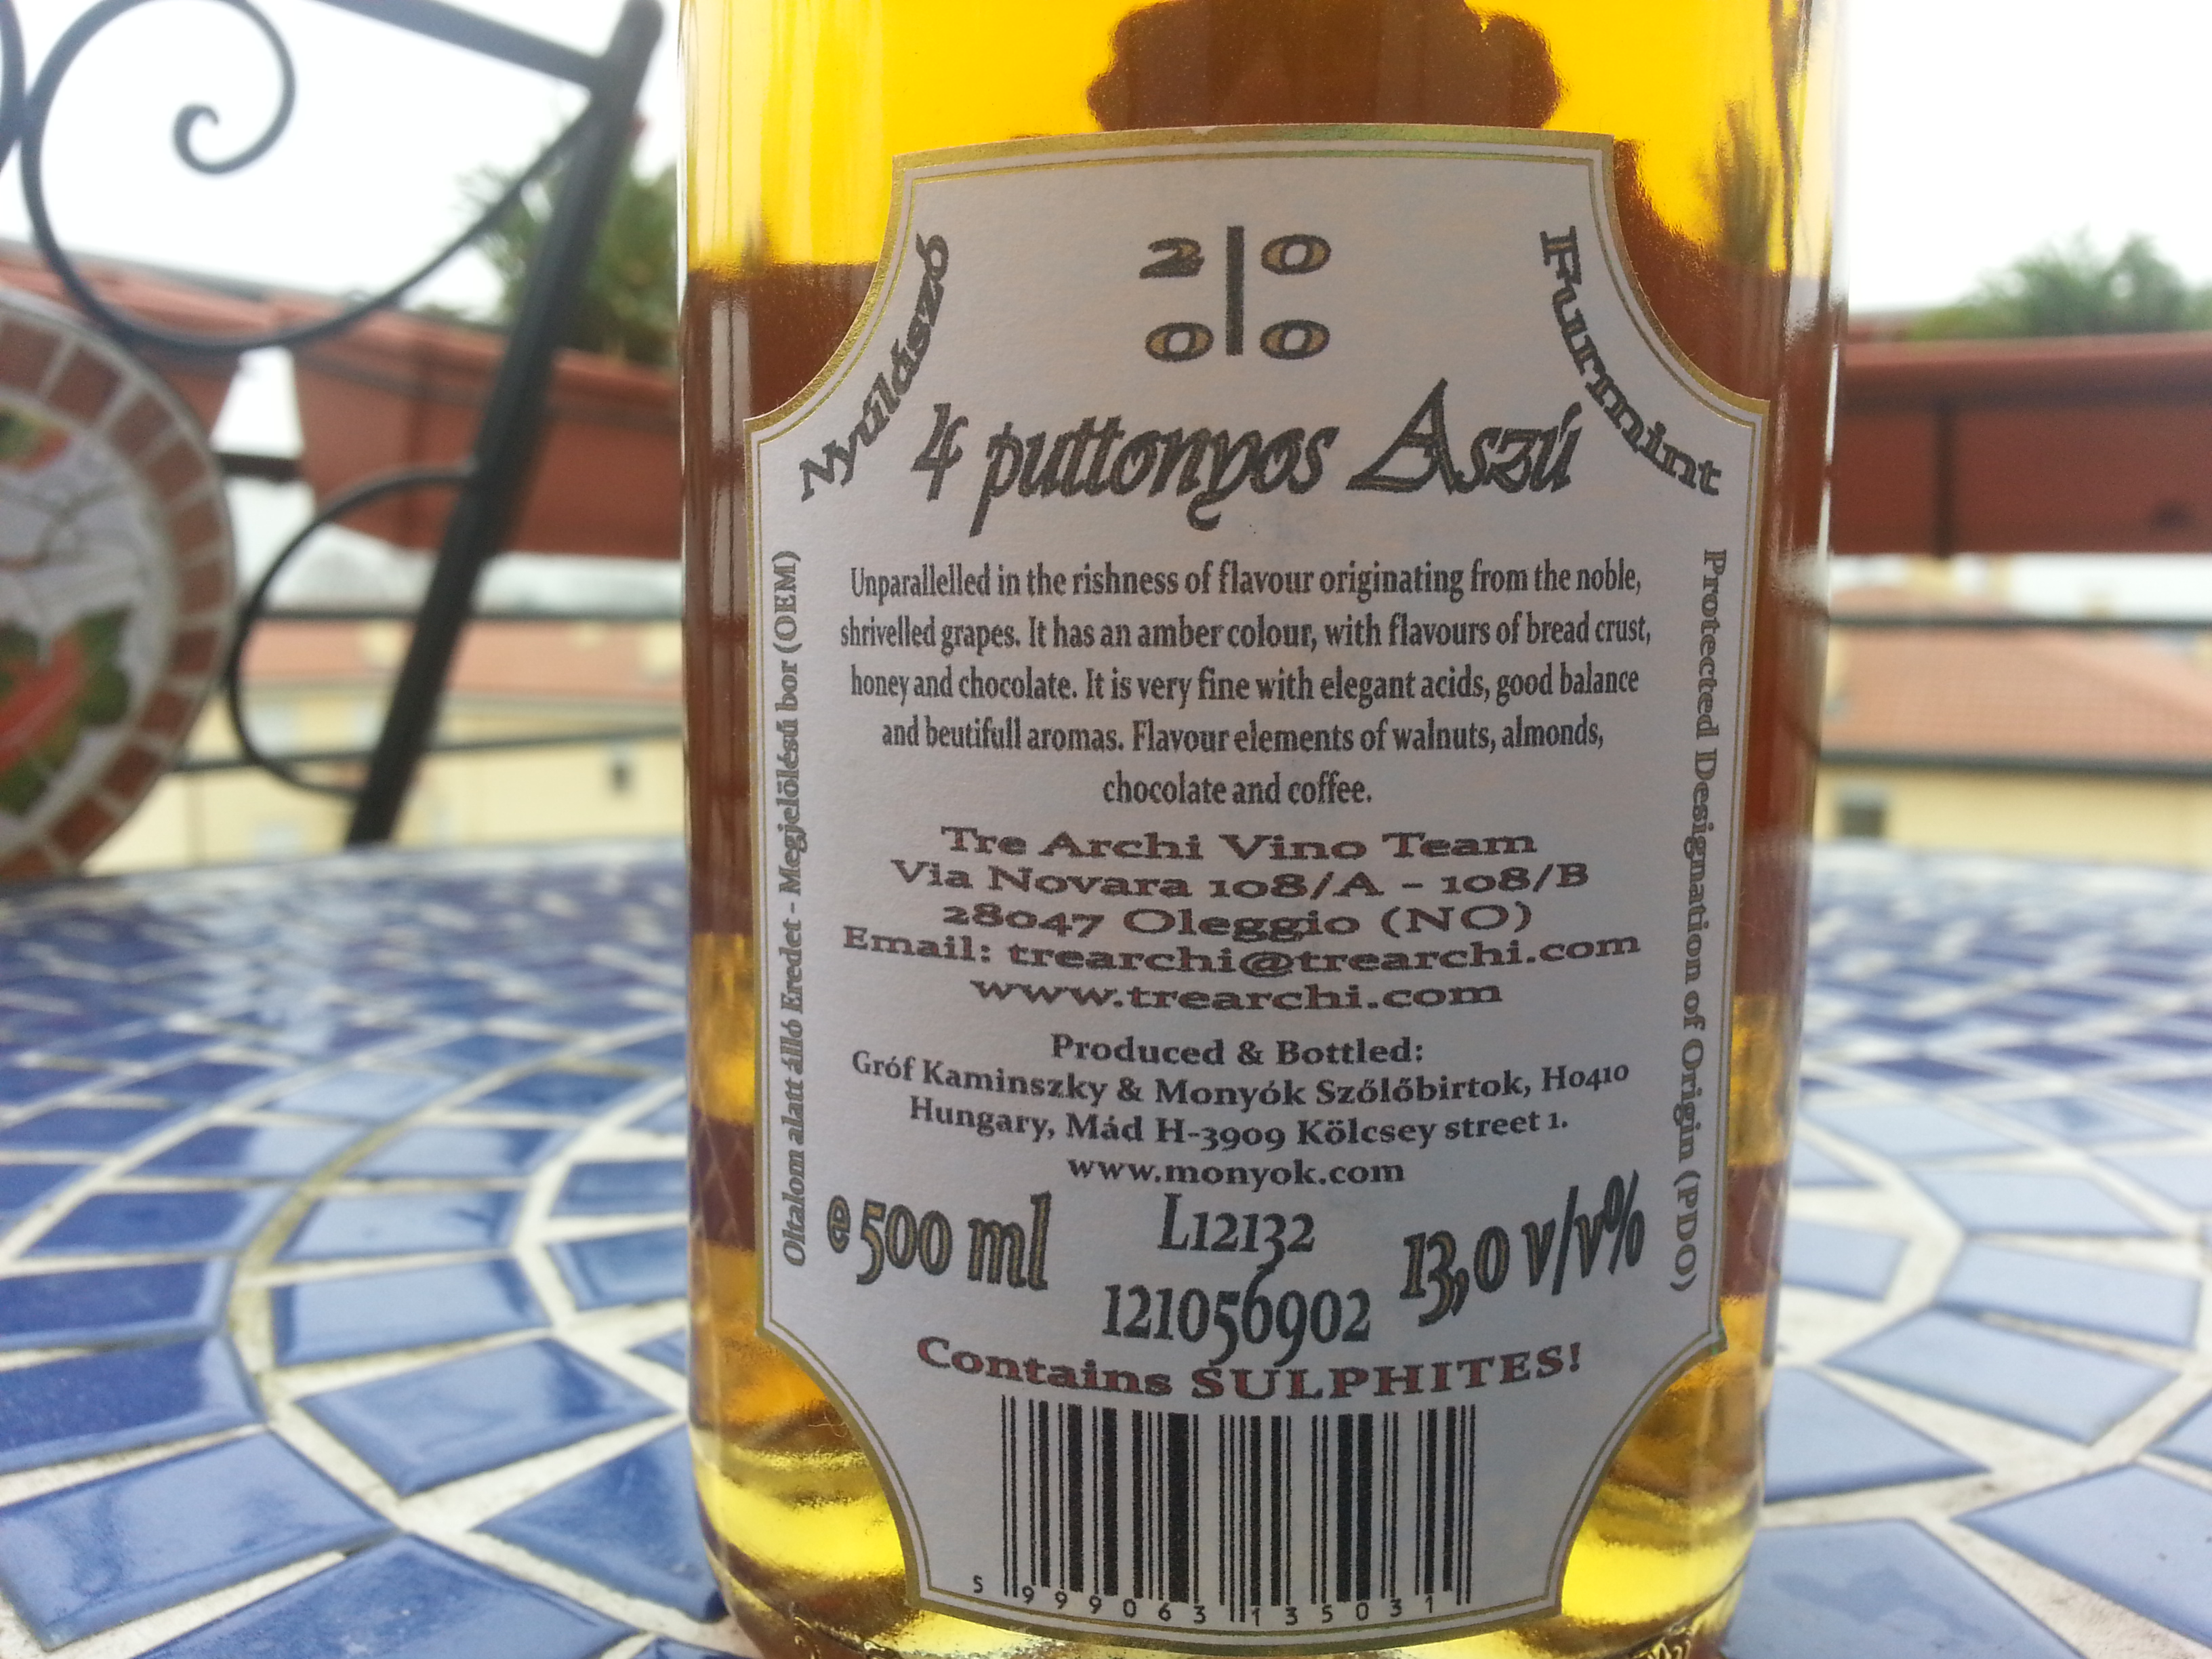 2 0
0 0
Nyúlászó
Furmint
4 puttonyos Aszú
Unparallelled in the rishness of flavour originating from the noble,
shrivelled grapes. It has an amber colour, with flavours of bread crust,
honey and chocolate. It is very fine with elegant acids, good balance
and beutifull aromas. Flavour elements of walnuts, almonds,
chocolate and coffee.
Tre Archi Vino Team
Via Novara 108/A - 108/B
28047 Oleggio (NO)
Email: trearchi@trearchi.com
www.trearchi.com
Produced & Bottled:
Gróf Kaminszky & Monyók Szőlőbirtok, H0410
Hungary, Mád H-3909 Kölcsey street 1.
www.monyok.com
e 500 ml
L12132
121056902
13,0 v/v%
Contains SULPHITES!
5 999063 135031
Oltalom alatt álló Eredet - Megjelölésű bor (OEM)
Protected Designation of Origin (PDO)